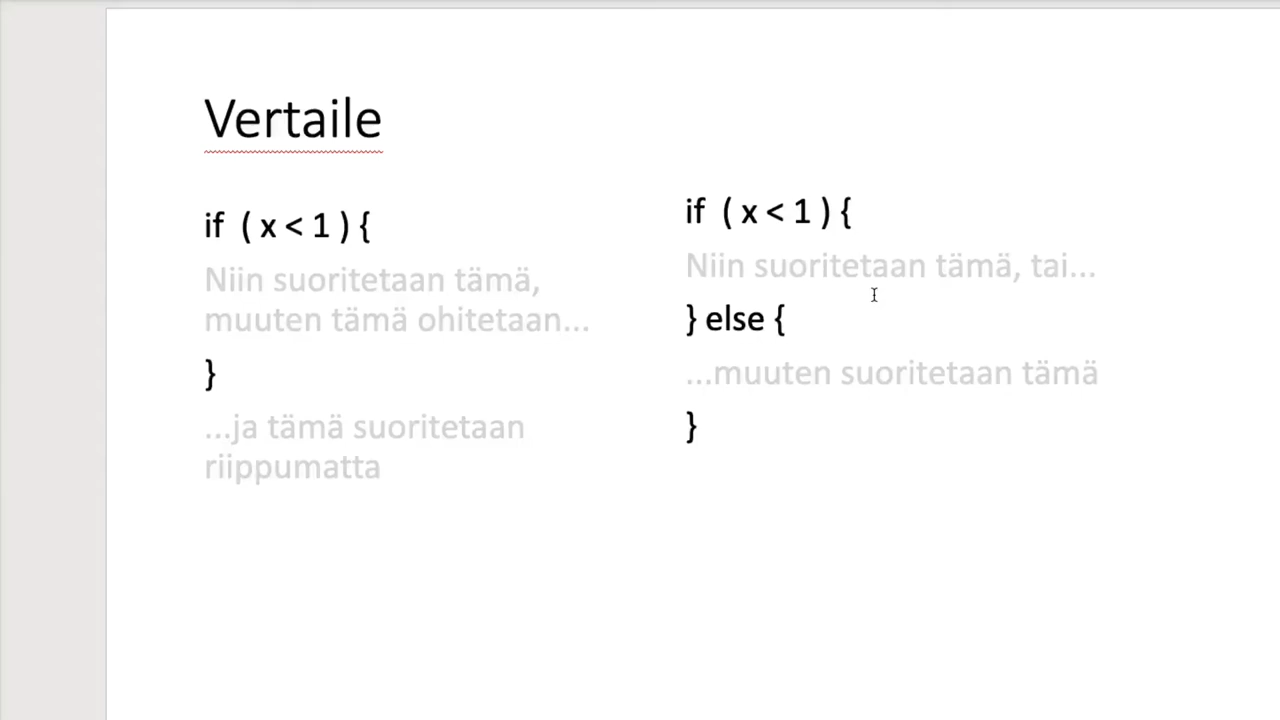 Vertaile
if ( x < 1 ) {
Niin suoritetaan tämä,
muuten tämä ohitetaan...
}
...ja tämä suoritetaan
riippumatta
if ( x < 1 ) {
Niin suoritetaan tämä, tai...
} else {
...muuten suoritetaan tämä
}